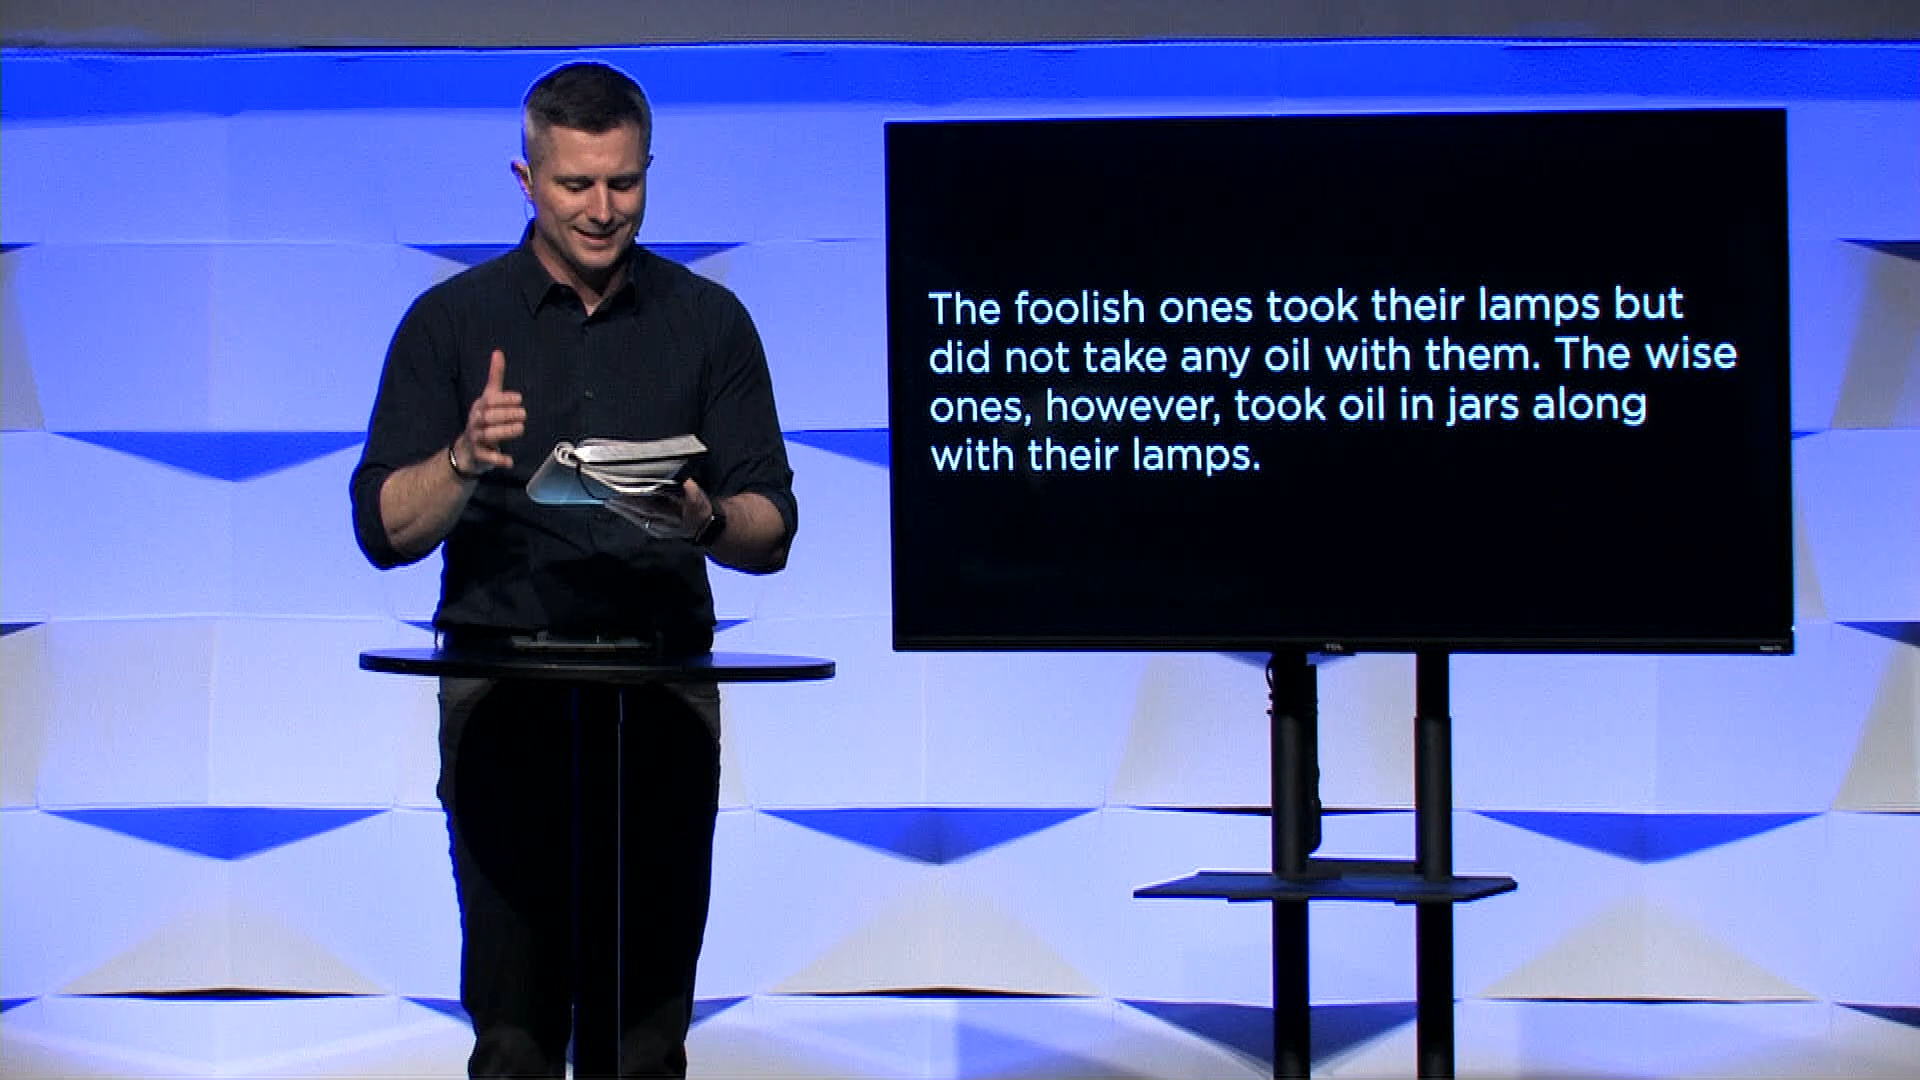 The foolish ones took their lamps but
did not take any oil with them. The wise
ones, however, took oil in jars along
with their lamps.
TCL